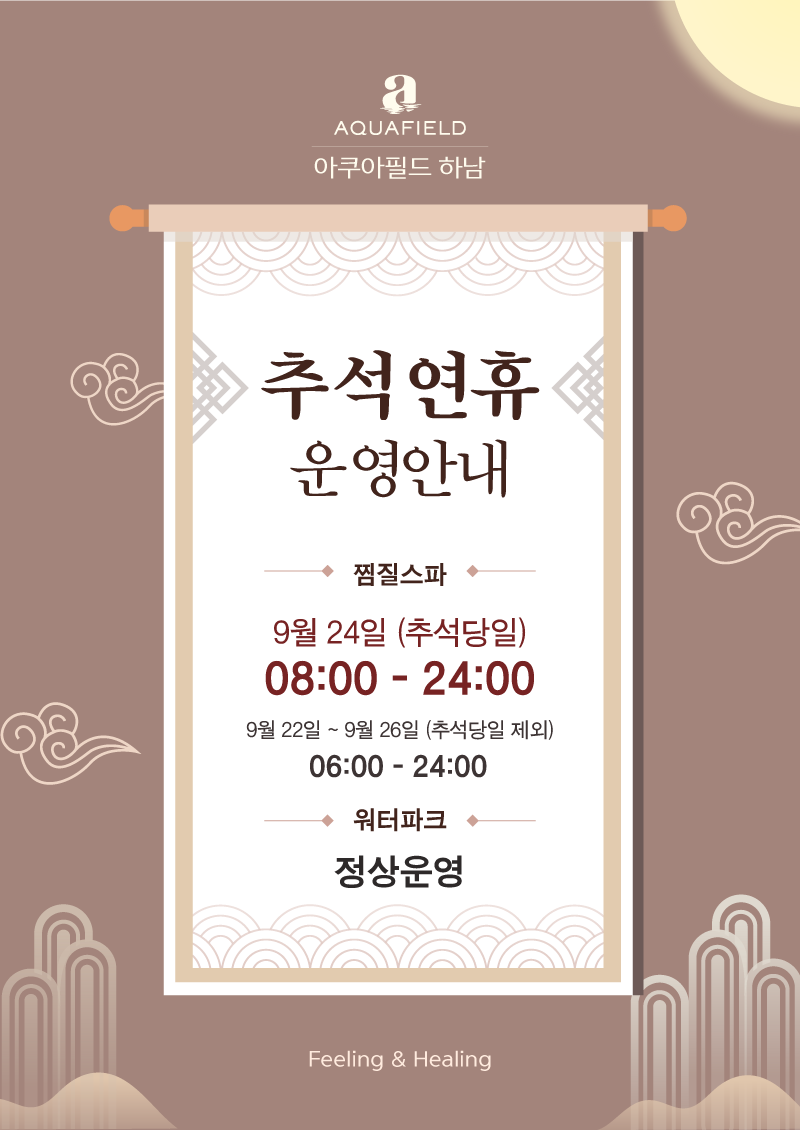 a
AQUAFIELD
아쿠아필드 하남
추석 연휴
운영안내
찜질스파
9월 24일 (추석당일)
08:00 - 24:00
9월 22일 ~ 9월 26일 (추석당일 제외)
06:00 - 24:00
워터파크
정상운영
Feeling & Healing